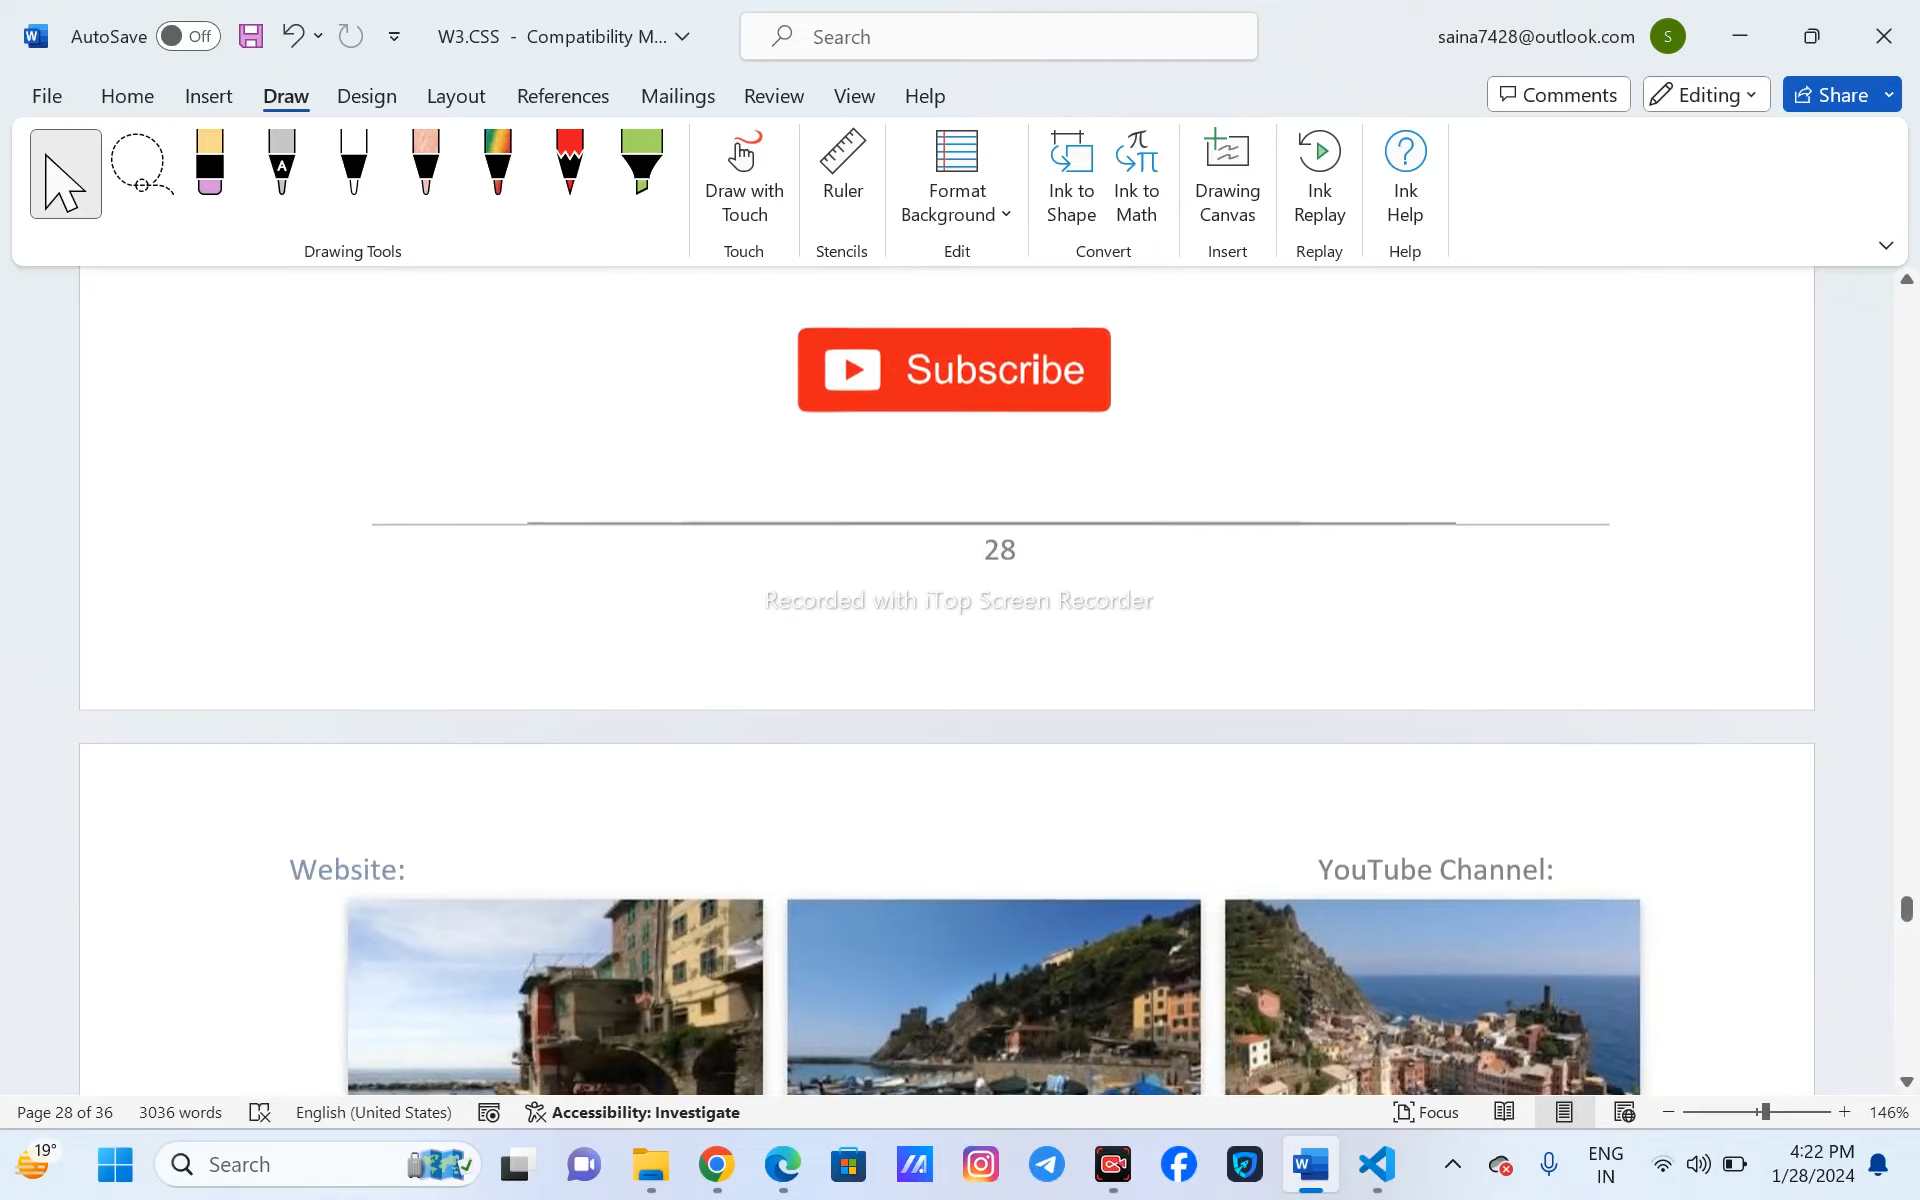 AutoSave Off W3.CSS - Compatibility M... Search saina7428@outlook.com S
File Home Insert Draw Design Layout References Mailings Review View Help Comments Editing Share
A
Draw with Touch
Ruler
Format Background
Ink to Shape
Ink to Math
Drawing Canvas
Ink Replay
Ink Help
Drawing Tools Touch Stencils Edit Convert Insert Replay Help
Subscribe
28
Recorded with iTop Screen Recorder
Website: YouTube Channel:
Page 28 of 36 3036 words English (United States) Accessibility: Investigate Focus 146%
19° Search ENG 4:22 PM
IN 1/28/2024